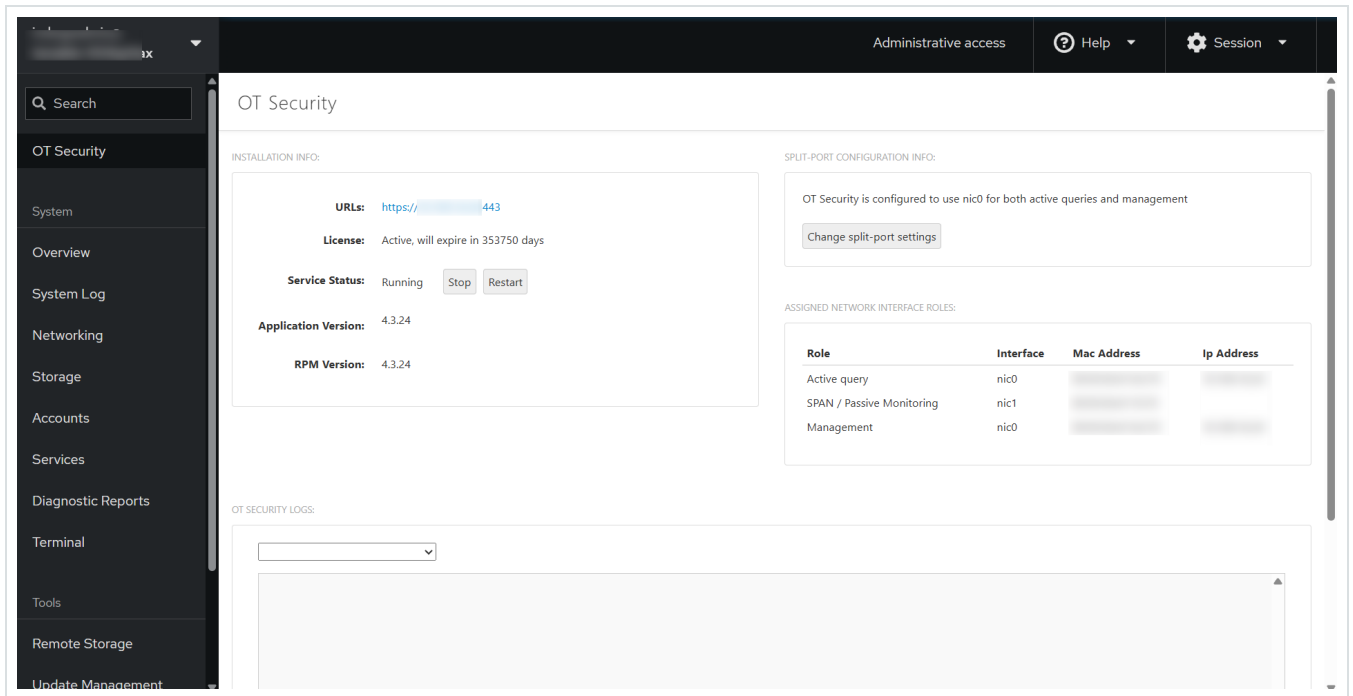 Administrative access
Help
Session
Search
OT Security
System
Overview
System Log
Networking
Storage
Accounts
Services
Diagnostic Reports
Terminal
Tools
Remote Storage
Update Management
OT Security
INSTALLATION INFO:
URLs: https:// 443
License: Active, will expire in 353750 days
Service Status: Running Stop Restart
Application Version: 4.3.24
RPM Version: 4.3.24
SPLIT-PORT CONFIGURATION INFO:
OT Security is configured to use nic0 for both active queries and management
Change split-port settings
ASSIGNED NETWORK INTERFACE ROLES:
Role Interface Mac Address Ip Address
Active query nic0
SPAN / Passive Monitoring nic1
Management nic0
OT SECURITY LOGS: